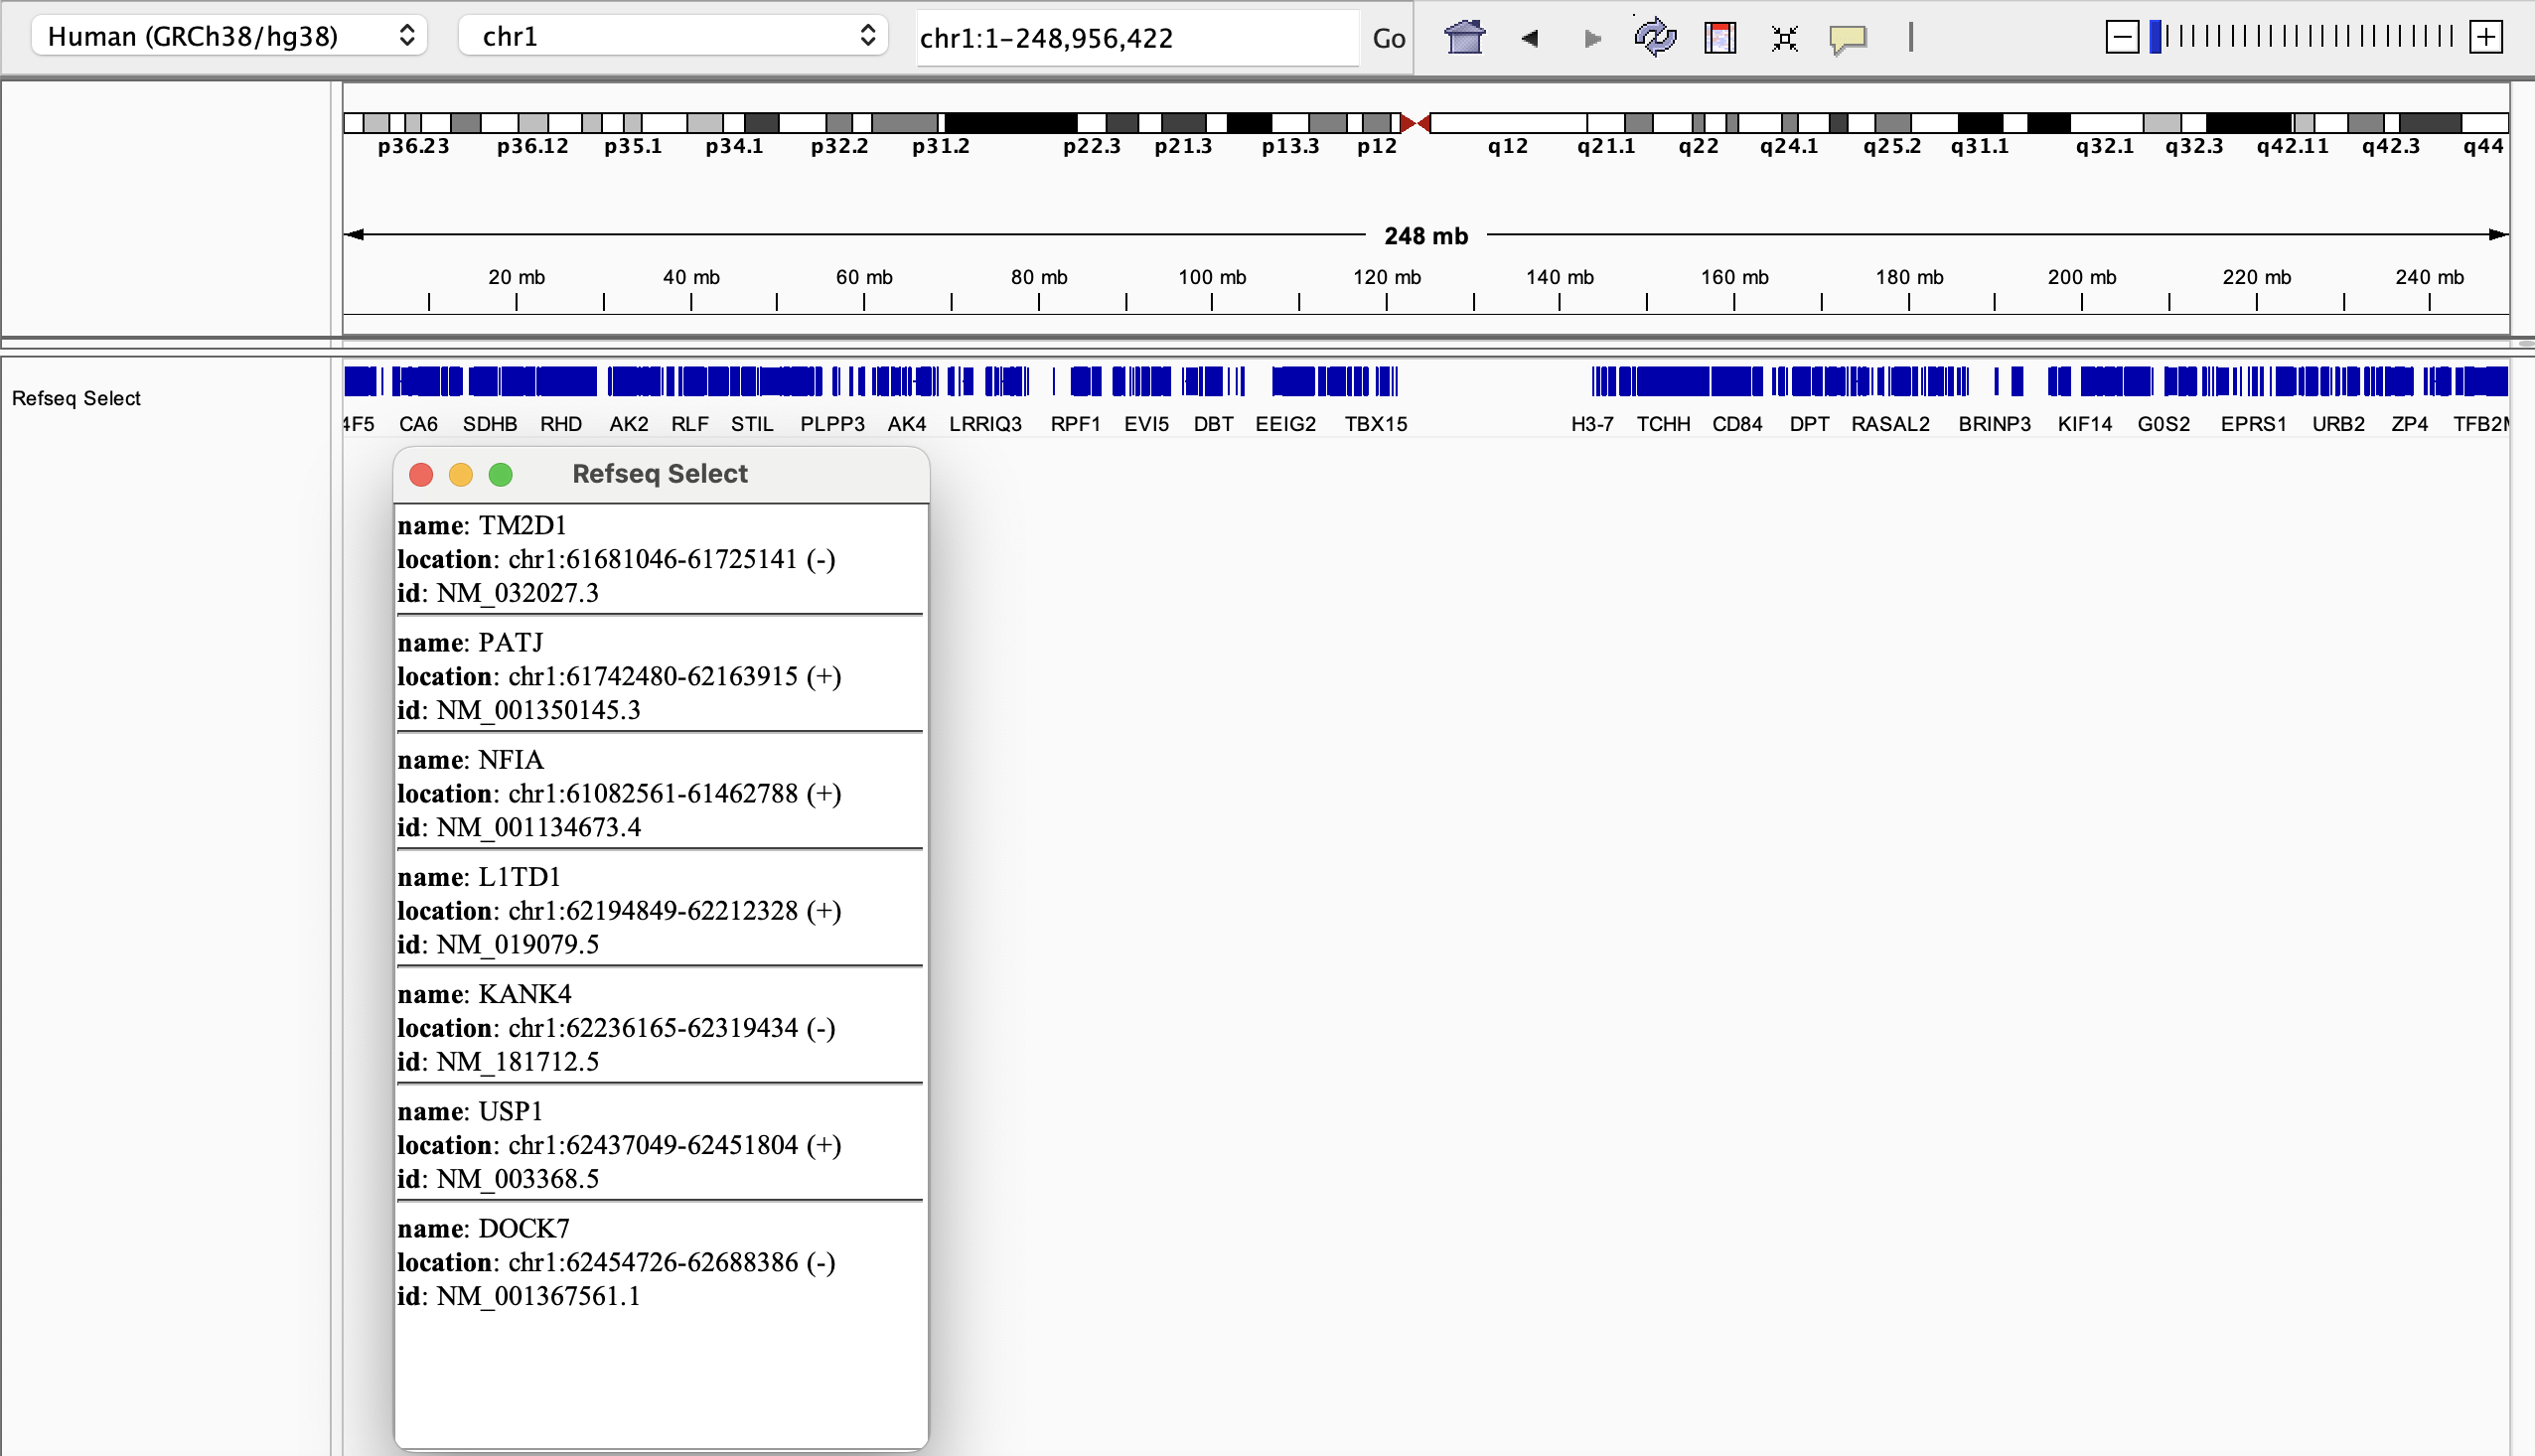 Human (GRCh38/hg38) chr1 chr1:1-248,956,422 Go
p36.23 p36.12 p35.1 p34.1 p32.2 p31.2 p22.3 p21.3 p13.3 p12 q12 q21.1 q22 q24.1 q25.2 q31.1 q32.1 q32.3 q42.11 q42.3 q44
248 mb
20 mb 40 mb 60 mb 80 mb 100 mb 120 mb 140 mb 160 mb 180 mb 200 mb 220 mb 240 mb
Refseq Select
4F5 CA6 SDHB RHD AK2 RLF STIL PLPP3 AK4 LRRIQ3 RPF1 EVI5 DBT EEIG2 TBX15 H3-7 TCHH CD84 DPT RASAL2 BRINP3 KIF14 G0S2 EPRS1 URB2 ZP4 TFB2M
Refseq Select
name: TM2D1
location: chr1:61681046-61725141 (-)
id: NM_032027.3
name: PATJ
location: chr1:61742480-62163915 (+)
id: NM_001350145.3
name: NFIA
location: chr1:61082561-61462788 (+)
id: NM_001134673.4
name: L1TD1
location: chr1:62194849-62212328 (+)
id: NM_019079.5
name: KANK4
location: chr1:62236165-62319434 (-)
id: NM_181712.5
name: USP1
location: chr1:62437049-62451804 (+)
id: NM_003368.5
name: DOCK7
location: chr1:62454726-62688386 (-)
id: NM_001367561.1